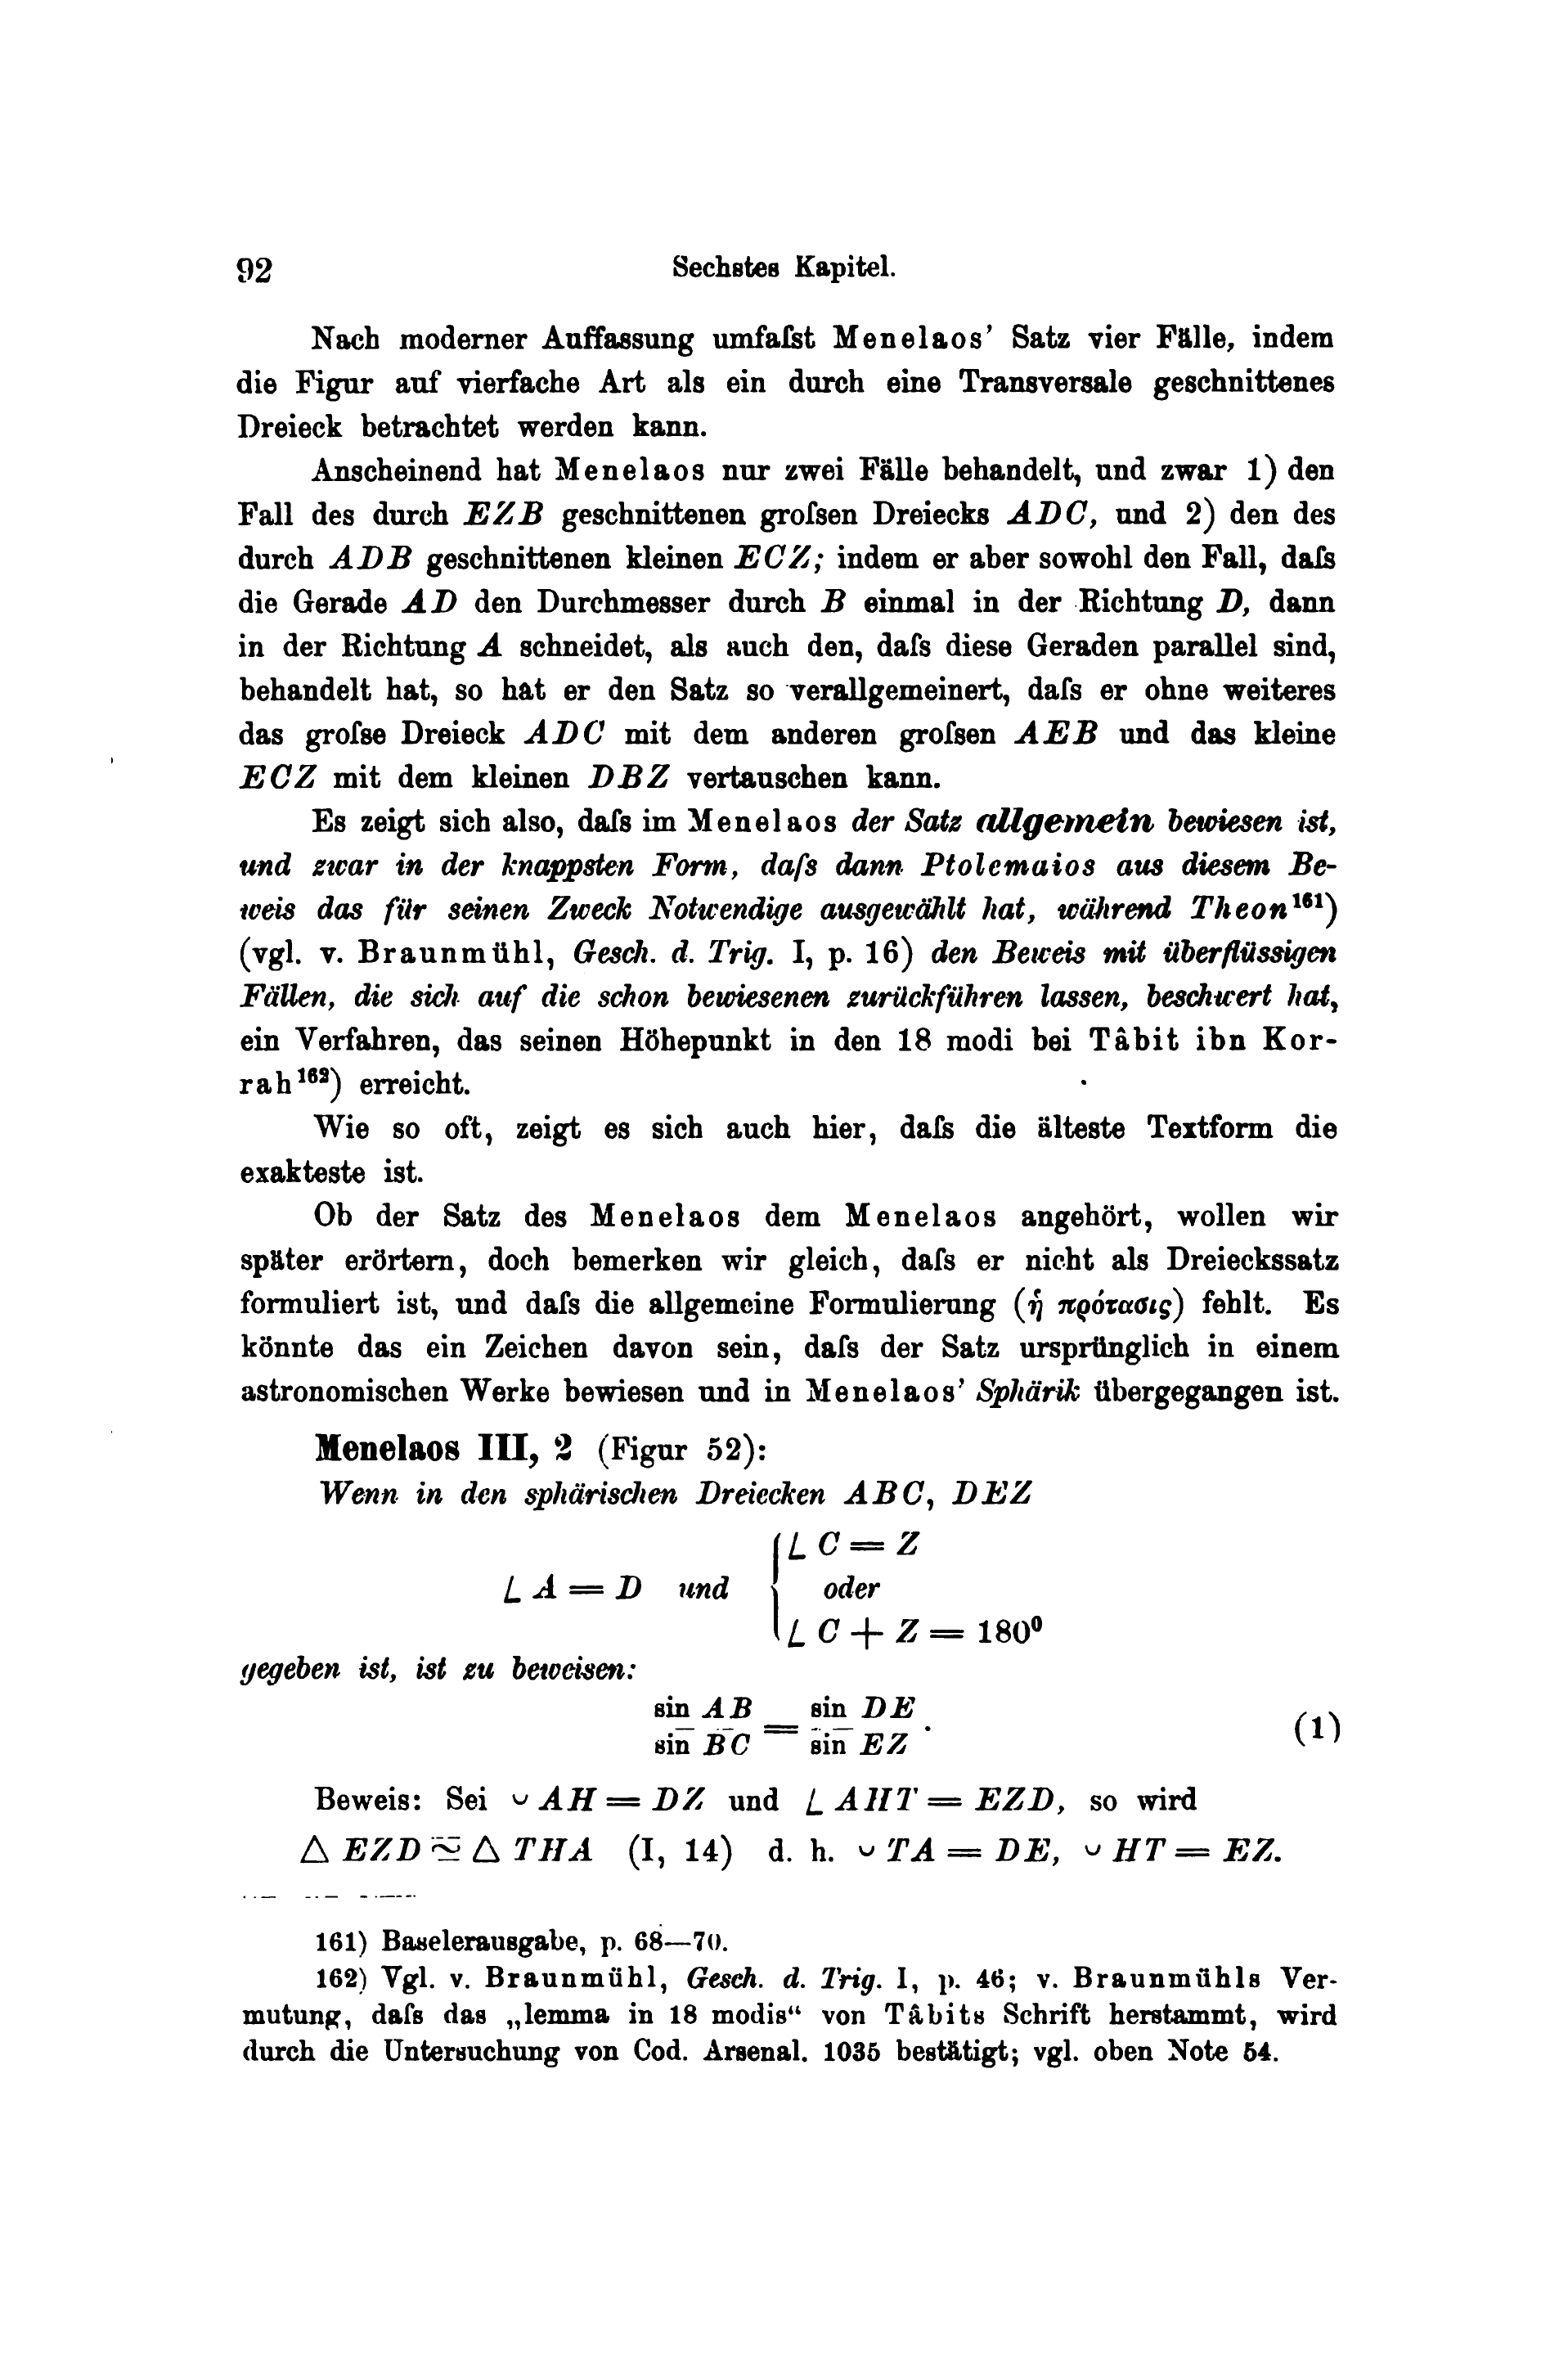 92 Sechstes Kapitel.
Nach moderner Auffassung umfaſst Menelaos' Satz vier Fälle, indem
die Figur auf vierfache Art als ein durch eine Transversale geschnittenes
Dreieck betrachtet werden kann.
Anscheinend hat Menelaos nur zwei Fälle behandelt, und zwar 1) den
Fall des durch EZB geschnittenen groſsen Dreiecks ADC, und 2) den des
durch ADB geschnittenen kleinen ECZ; indem er aber sowohl den Fall, daſs
die Gerade AD den Durchmesser durch B einmal in der Richtung D, dann
in der Richtung A schneidet, als auch den, daſs diese Geraden parallel sind,
behandelt hat, so hat er den Satz so verallgemeinert, daſs er ohne weiteres
das groſse Dreieck ADC mit dem anderen groſsen AEB und das kleine
ECZ mit dem kleinen DBZ vertauschen kann.
Es zeigt sich also, daſs im Menelaos der Satz allgemein bewiesen ist,
und zwar in der knappsten Form, daſs dann Ptolemaios aus diesem Be-
weis das für seinen Zweck Notwendige ausgewählt hat, während Theon¹⁶¹)
(vgl. v. Braunmühl, Gesch. d. Trig. I, p. 16) den Beweis mit überflüssigen
Fällen, die sich auf die schon bewiesenen zurückführen lassen, beschwert hat,
ein Verfahren, das seinen Höhepunkt in den 18 modi bei Tâbit ibn Kor-
rah¹⁶²) erreicht.
Wie so oft, zeigt es sich auch hier, daſs die älteste Textform die
exakteste ist.
Ob der Satz des Menelaos dem Menelaos angehört, wollen wir
später erörtern, doch bemerken wir gleich, daſs er nicht als Dreieckssatz
formuliert ist, und daſs die allgemeine Formulierung (ἡ πρότασις) fehlt. Es
könnte das ein Zeichen davon sein, daſs der Satz ursprünglich in einem
astronomischen Werke bewiesen und in Menelaos' Sphärik übergegangen ist.
Menelaos III, 2 (Figur 52):
Wenn in den sphärischen Dreiecken ABC, DEZ
∠ C = Z
∠ A = D und { oder
∠ C + Z = 180⁰
gegeben ist, ist zu beweisen:
sin AB / sin BC = sin DE / sin EZ . (1)
Beweis: Sei ⌣ AH = DZ und ∠ AHT = EZD, so wird
△ EZD ≅ △ THA (I, 14) d. h. ⌣ TA = DE, ⌣ HT = EZ.
161) Baselerausgabe, p. 68—70.
162) Vgl. v. Braunmühl, Gesch. d. Trig. I, p. 46; v. Braunmühls Ver-
mutung, daſs das „lemma in 18 modis“ von Tâbits Schrift herstammt, wird
durch die Untersuchung von Cod. Arsenal. 1035 bestätigt; vgl. oben Note 54.